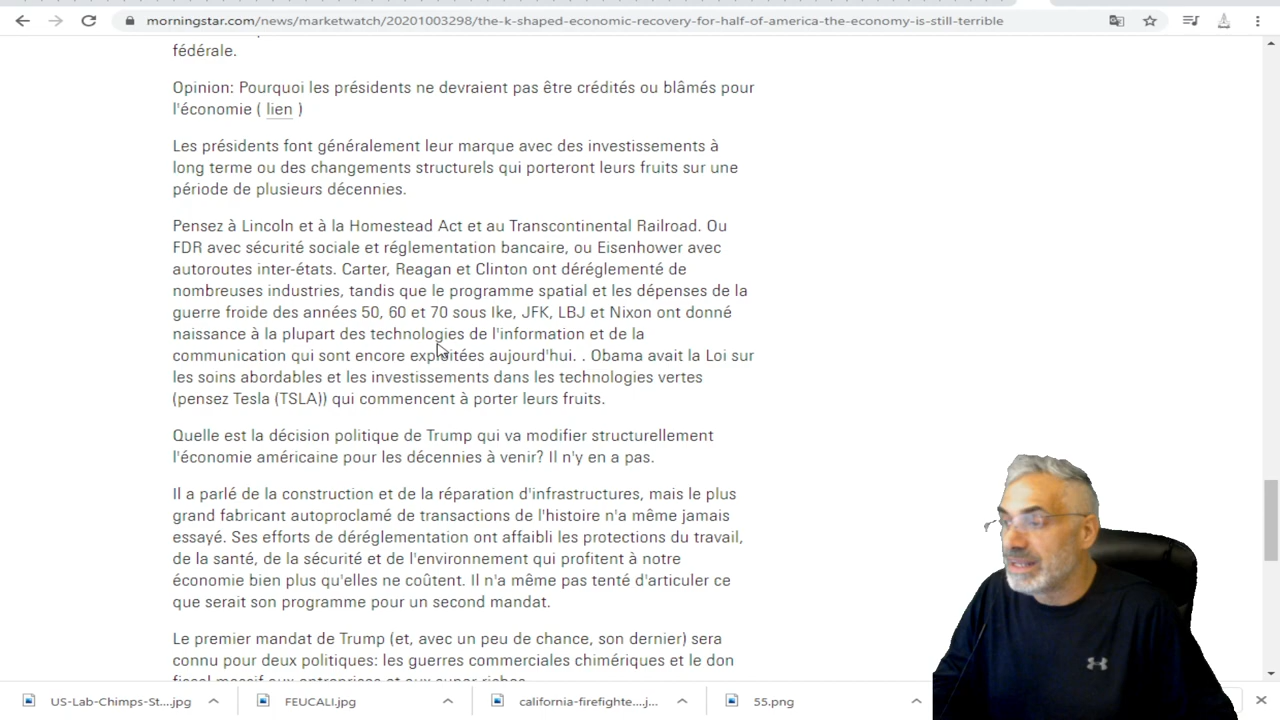 morningstar.com/news/marketwatch/20201003298/the-k-shaped-economic-recovery-for-half-of-america-the-economy-is-still-terrible
fédérale.
Opinion: Pourquoi les présidents ne devraient pas être crédités ou blâmés pour
l'économie ( lien )
Les présidents font généralement leur marque avec des investissements à
long terme ou des changements structurels qui porteront leurs fruits sur une
période de plusieurs décennies.
Pensez à Lincoln et à la Homestead Act et au Transcontinental Railroad. Ou
FDR avec sécurité sociale et réglementation bancaire, ou Eisenhower avec
autoroutes inter-états. Carter, Reagan et Clinton ont déréglementé de
nombreuses industries, tandis que le programme spatial et les dépenses de la
guerre froide des années 50, 60 et 70 sous Ike, JFK, LBJ et Nixon ont donné
naissance à la plupart des technologies de l'information et de la
communication qui sont encore exploitées aujourd'hui. . Obama avait la Loi sur
les soins abordables et les investissements dans les technologies vertes
(pensez Tesla (TSLA)) qui commencent à porter leurs fruits.
Quelle est la décision politique de Trump qui va modifier structurellement
l'économie américaine pour les décennies à venir? Il n'y en a pas.
Il a parlé de la construction et de la réparation d'infrastructures, mais le plus
grand fabricant autoproclamé de transactions de l'histoire n'a même jamais
essayé. Ses efforts de déréglementation ont affaibli les protections du travail,
de la santé, de la sécurité et de l'environnement qui profitent à notre
économie bien plus qu'elles ne coûtent. Il n'a même pas tenté d'articuler ce
que serait son programme pour un second mandat.
Le premier mandat de Trump (et, avec un peu de chance, son dernier) sera
connu pour deux politiques: les guerres commerciales chimériques et le don
fiscal massif aux entreprises et aux super riches.
US-Lab-Chimps-St....jpg
FEUCALI.jpg
california-firefighte....j...
55.png